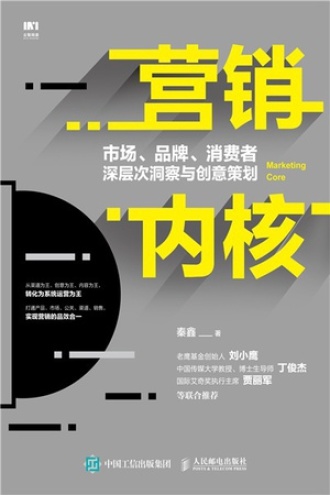 营销
市场、品牌、消费者
深层次洞察与创意策划
Marketing
Core
内核
从渠道为王、创意为王、内容为王，
转化为系统运营为王
打通产品、市场、公关、渠道、销售，
实现营销的品效合一
秦鑫 著
老鹰基金创始人 刘小鹰
中国传媒大学教授，博士生导师 丁俊杰
国际艾奇奖执行主席 贾丽军
等联合推荐
中国工信出版集团
人民邮电出版社